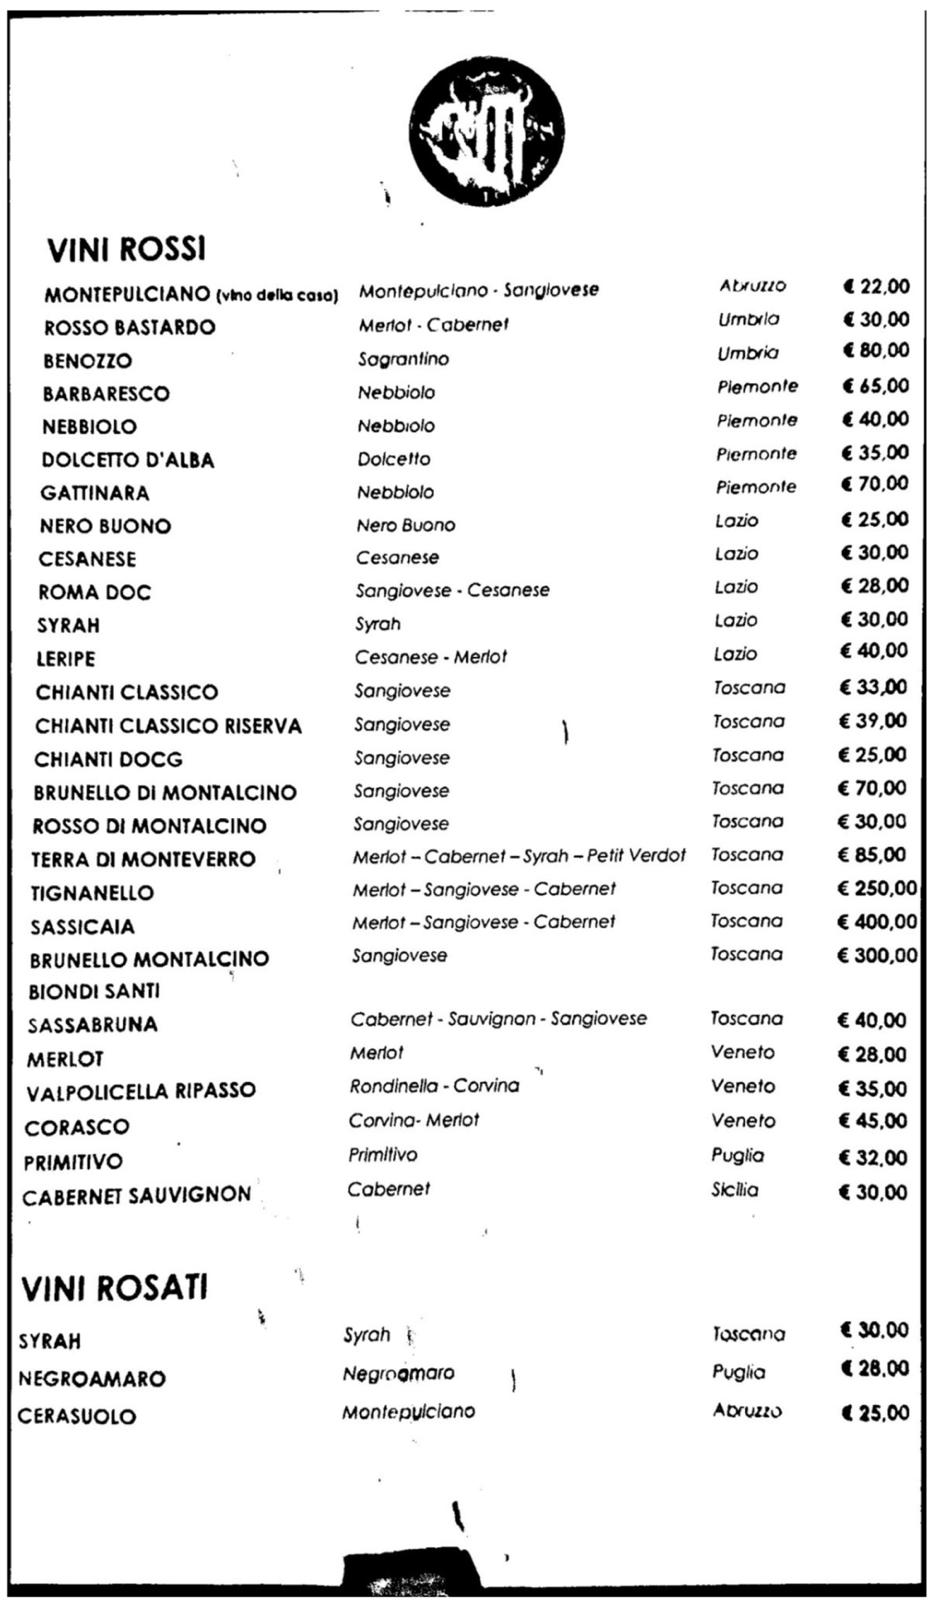 VINI ROSSI
MONTEPULCIANO (vino della casa) Montepulciano - Sangiovese Abruzzo € 22,00
ROSSO BASTARDO Merlot - Cabernet Umbria € 30,00
BENOZZO Sagrantino Umbria € 80,00
BARBARESCO Nebbiolo Piemonte € 65,00
NEBBIOLO Nebbiolo Piemonte € 40,00
DOLCETTO D'ALBA Dolcetto Piemonte € 35,00
GATTINARA Nebbiolo Piemonte € 70,00
NERO BUONO Nero Buono Lazio € 25,00
CESANESE Cesanese Lazio € 30,00
ROMA DOC Sangiovese - Cesanese Lazio € 28,00
SYRAH Syrah Lazio € 30,00
LERIPE Cesanese - Merlot Lazio € 40,00
CHIANTI CLASSICO Sangiovese Toscana € 33,00
CHIANTI CLASSICO RISERVA Sangiovese Toscana € 39,00
CHIANTI DOCG Sangiovese Toscana € 25,00
BRUNELLO DI MONTALCINO Sangiovese Toscana € 70,00
ROSSO DI MONTALCINO Sangiovese Toscana € 30,00
TERRA DI MONTEVERRO Merlot – Cabernet – Syrah – Petit Verdot Toscana € 85,00
TIGNANELLO Merlot – Sangiovese - Cabernet Toscana € 250,00
SASSICAIA Merlot – Sangiovese - Cabernet Toscana € 400,00
BRUNELLO MONTALCINO Sangiovese Toscana € 300,00
BIONDI SANTI
SASSABRUNA Cabernet - Sauvignon - Sangiovese Toscana € 40,00
MERLOT Merlot Veneto € 28,00
VALPOLICELLA RIPASSO Rondinella - Corvina Veneto € 35,00
CORASCO Corvina- Merlot Veneto € 45,00
PRIMITIVO Primitivo Puglia € 32,00
CABERNET SAUVIGNON Cabernet Sicilia € 30,00
VINI ROSATI
SYRAH Syrah Toscana € 30,00
NEGROAMARO Negroamaro Puglia € 28,00
CERASUOLO Montepulciano Abruzzo € 25,00